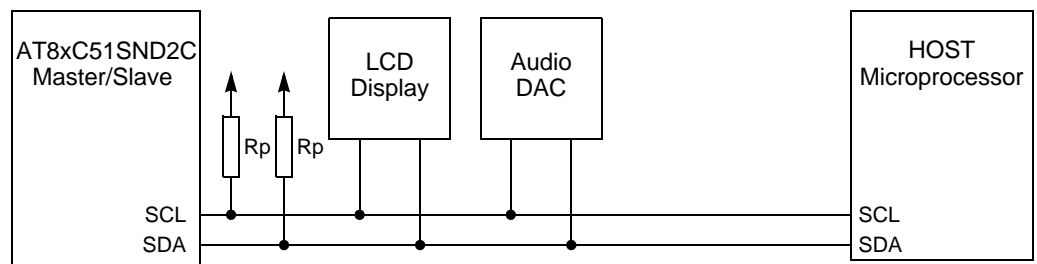 AT8xC51SND2C
Master/Slave
Rp
Rp
LCD
Display
Audio
DAC
HOST
Microprocessor
SCL
SDA
SCL
SDA